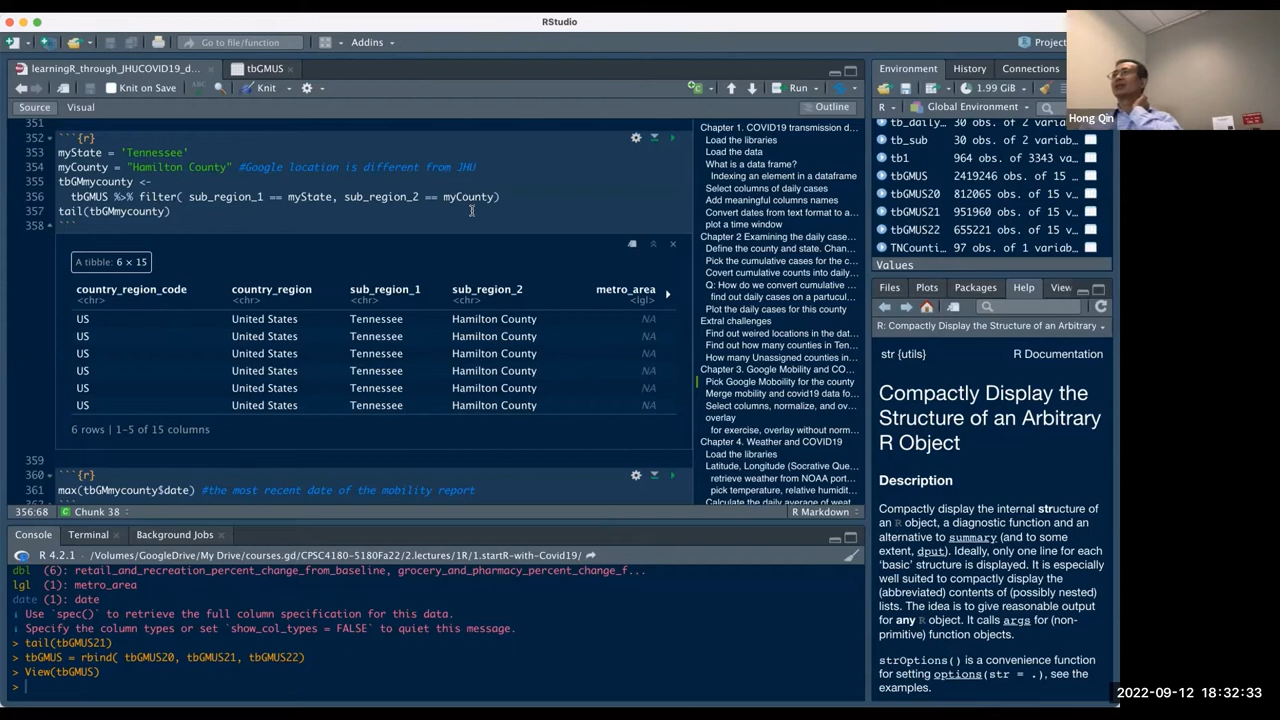 RStudio
Go to file/function
Addins
Project
learningR_through_JHUCOVID19_d...
tbGMUS
Knit on Save
Knit
Run
Source
Visual
Outline
351
352 ```{r}
353 myState = 'Tennessee'
354 myCounty = "Hamilton County" #Google location is different from JHU
355 tbGMmycounty <-
356 tbGMUS %>% filter( sub_region_1 == myState, sub_region_2 == myCounty)
357 tail(tbGMmycounty)
358 ```
A tibble: 6 × 15
country_region_code country_region sub_region_1 sub_region_2 metro_area
<chr> <chr> <chr> <chr> <lgl>
US United States Tennessee Hamilton County NA
US United States Tennessee Hamilton County NA
US United States Tennessee Hamilton County NA
US United States Tennessee Hamilton County NA
US United States Tennessee Hamilton County NA
US United States Tennessee Hamilton County NA
6 rows | 1-5 of 15 columns
359
360 ```{r}
361 max(tbGMmycounty$date) #the most recent date of the mobility report
356:68
Chunk 38
R Markdown
Chapter 1. COVID19 transmission d...
Load the libraries
Load the data
What is a data frame?
Indexing an element in a dataframe
Select columns of daily cases
Add meaningful columns names
Convert dates from text format to a...
plot a time window
Chapter 2 Examining the daily case...
Define the county and state. Chan...
Pick the cumulative cases for the c...
Covert cumulative counts into daily...
Q: How do we convert cumulative ...
find out daily cases on a partucul...
Plot the daily cases for this county
Extral challenges
Find out weired locations in the dat...
Find out how many counties in Ten...
How many Unassigned counties in...
Chapter 3. Google Mobility and CO...
Pick Google Moboility for the county
Merge mobility and covid19 data fo...
Select columns, normalize, and ov...
overlay
for exercise, overlay without norm...
Chapter 4. Weather and COVID19
Load the libraries
Latitude, Longitude (Socrative Que...
retrieve weather from NOAA port...
pick temperature, relative humidit...
Calculate the daily average of weat...
Console
Terminal
Background Jobs
R 4.2.1 · /Volumes/GoogleDrive/My Drive/courses.gd/CPSC4180-5180Fa22/2.lectures/1R/1.startR-with-Covid19/
dbl (6): retail_and_recreation_percent_change_from_baseline, grocery_and_pharmacy_percent_change_f...
lgl (1): metro_area
date (1): date
i Use `spec()` to retrieve the full column specification for this data.
i Specify the column types or set `show_col_types = FALSE` to quiet this message.
> tail(tbGMUS21)
> tbGMUS = rbind( tbGMUS20, tbGMUS21, tbGMUS22)
> View(tbGMUS)
>
Environment
History
Connections
1.99 GiB
R
Global Environment
tb_daily... 30 obs. of 2 variab...
tb_sub 30 obs. of 2 variab...
tb1 964 obs. of 3343 var...
tbGMUS 2419246 obs. of 15 v...
tbGMUS20 812065 obs. of 15 va...
tbGMUS21 951960 obs. of 15 va...
tbGMUS22 655221 obs. of 15 va...
TNCounti... 97 obs. of 1 variab...
Values
Files
Plots
Packages
Help
View
R: Compactly Display the Structure of an Arbitrary
str {utils}
R Documentation
Compactly Display the
Structure of an Arbitrary
R Object
Description
Compactly display the internal structure of
an R object, a diagnostic function and an
alternative to summary (and to some
extent, dput). Ideally, only one line for each
'basic' structure is displayed. It is especially
well suited to compactly display the
(abbreviated) contents of (possibly nested)
lists. The idea is to give reasonable output
for any R object. It calls args for (non-
primitive) function objects.
strOptions() is a convenience function
for setting options(str = .), see the
examples.
Hong Qin
2022-09-12 18:32:33